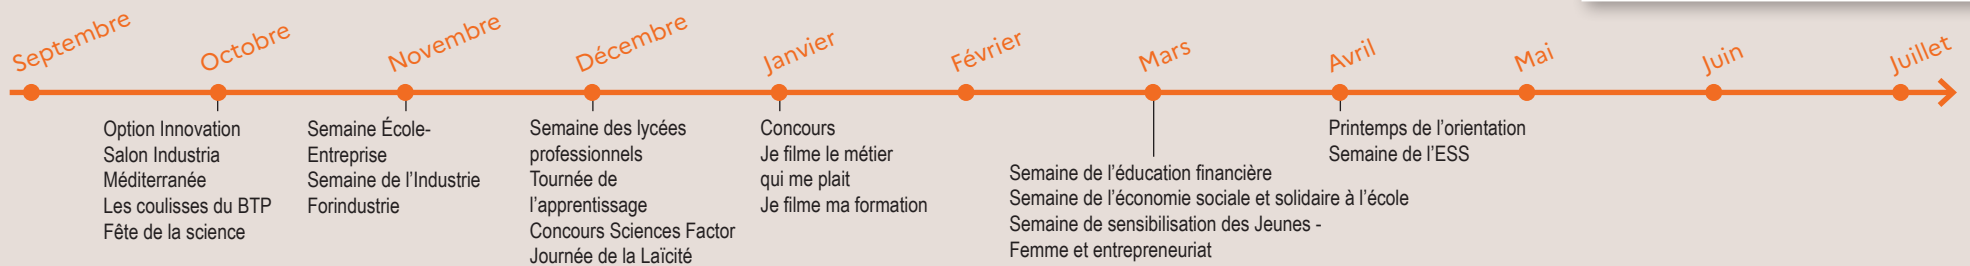 Septembre
Octobre
Novembre
Décembre
Janvier
Février
Mars
Avril
Mai
Juin
Juillet
Option Innovation
Salon Industria
Méditerranée
Les coulisses du BTP
Fête de la science
Semaine École-
Entreprise
Semaine de l’Industrie
Forindustrie
Semaine des lycées
professionnels
Tournée de
l’apprentissage
Concours Sciences Factor
Journée de la Laïcité
Concours
Je filme le métier
qui me plait
Je filme ma formation
Semaine de l’éducation financière
Semaine de l’économie sociale et solidaire à l’école
Semaine de sensibilisation des Jeunes -
Femme et entrepreneuriat
Printemps de l’orientation
Semaine de l’ESS